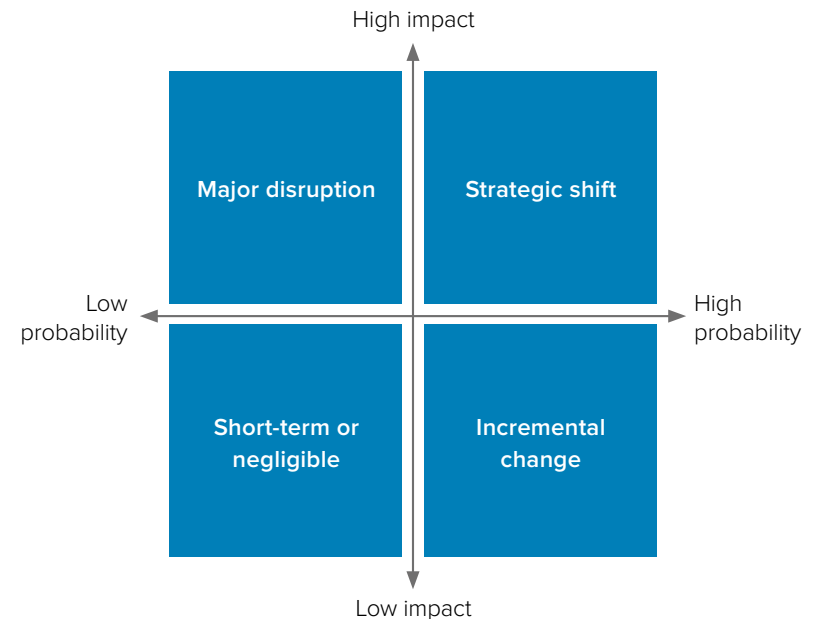 High impact
Major disruption
Strategic shift
Low
probability
High
probability
Short-term or
negligible
Incremental
change
Low impact